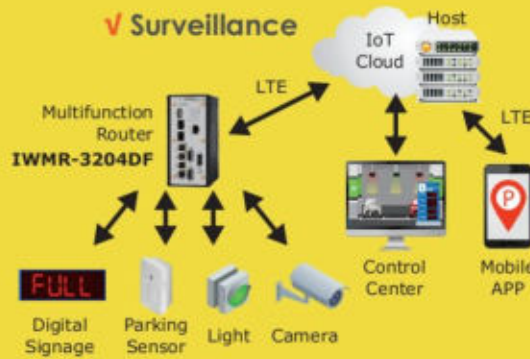 √ Surveillance
Host
IoT
Cloud
LTE
LTE
Multifunction
Router
IWMR-3204DF
FULL
P
Digital
Signage
Parking
Sensor
Light
Camera
Control
Center
Mobile
APP